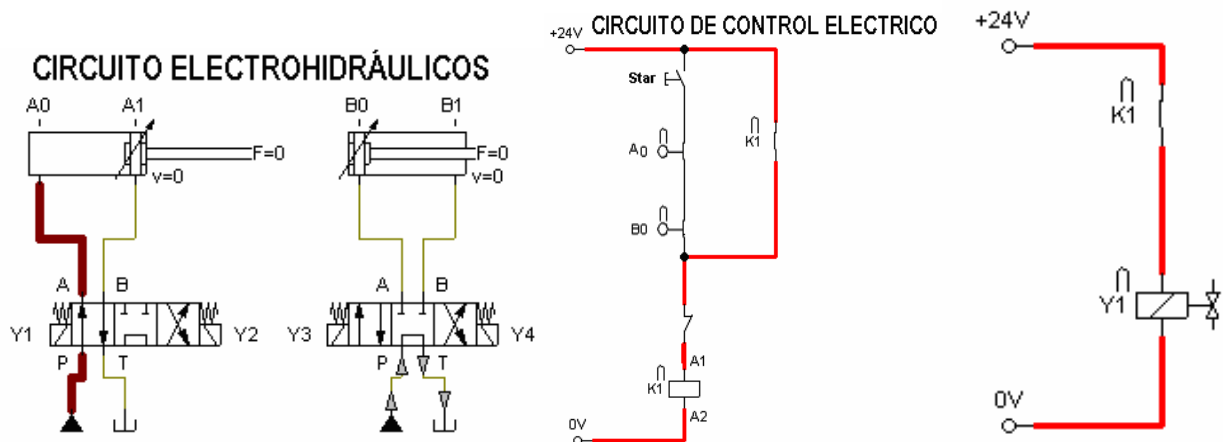 CIRCUITO ELECTROHIDRÁULICOS
A0 A1 B0 B1
F=0 F=0
v=0 v=0
A B A B
Y1 Y2 Y3 Y4
P T P T
CIRCUITO DE CONTROL ELECTRICO
+24V
Star
K1
A0
B0
A1
K1
A2
0V
+24V
K1
Y1
0V